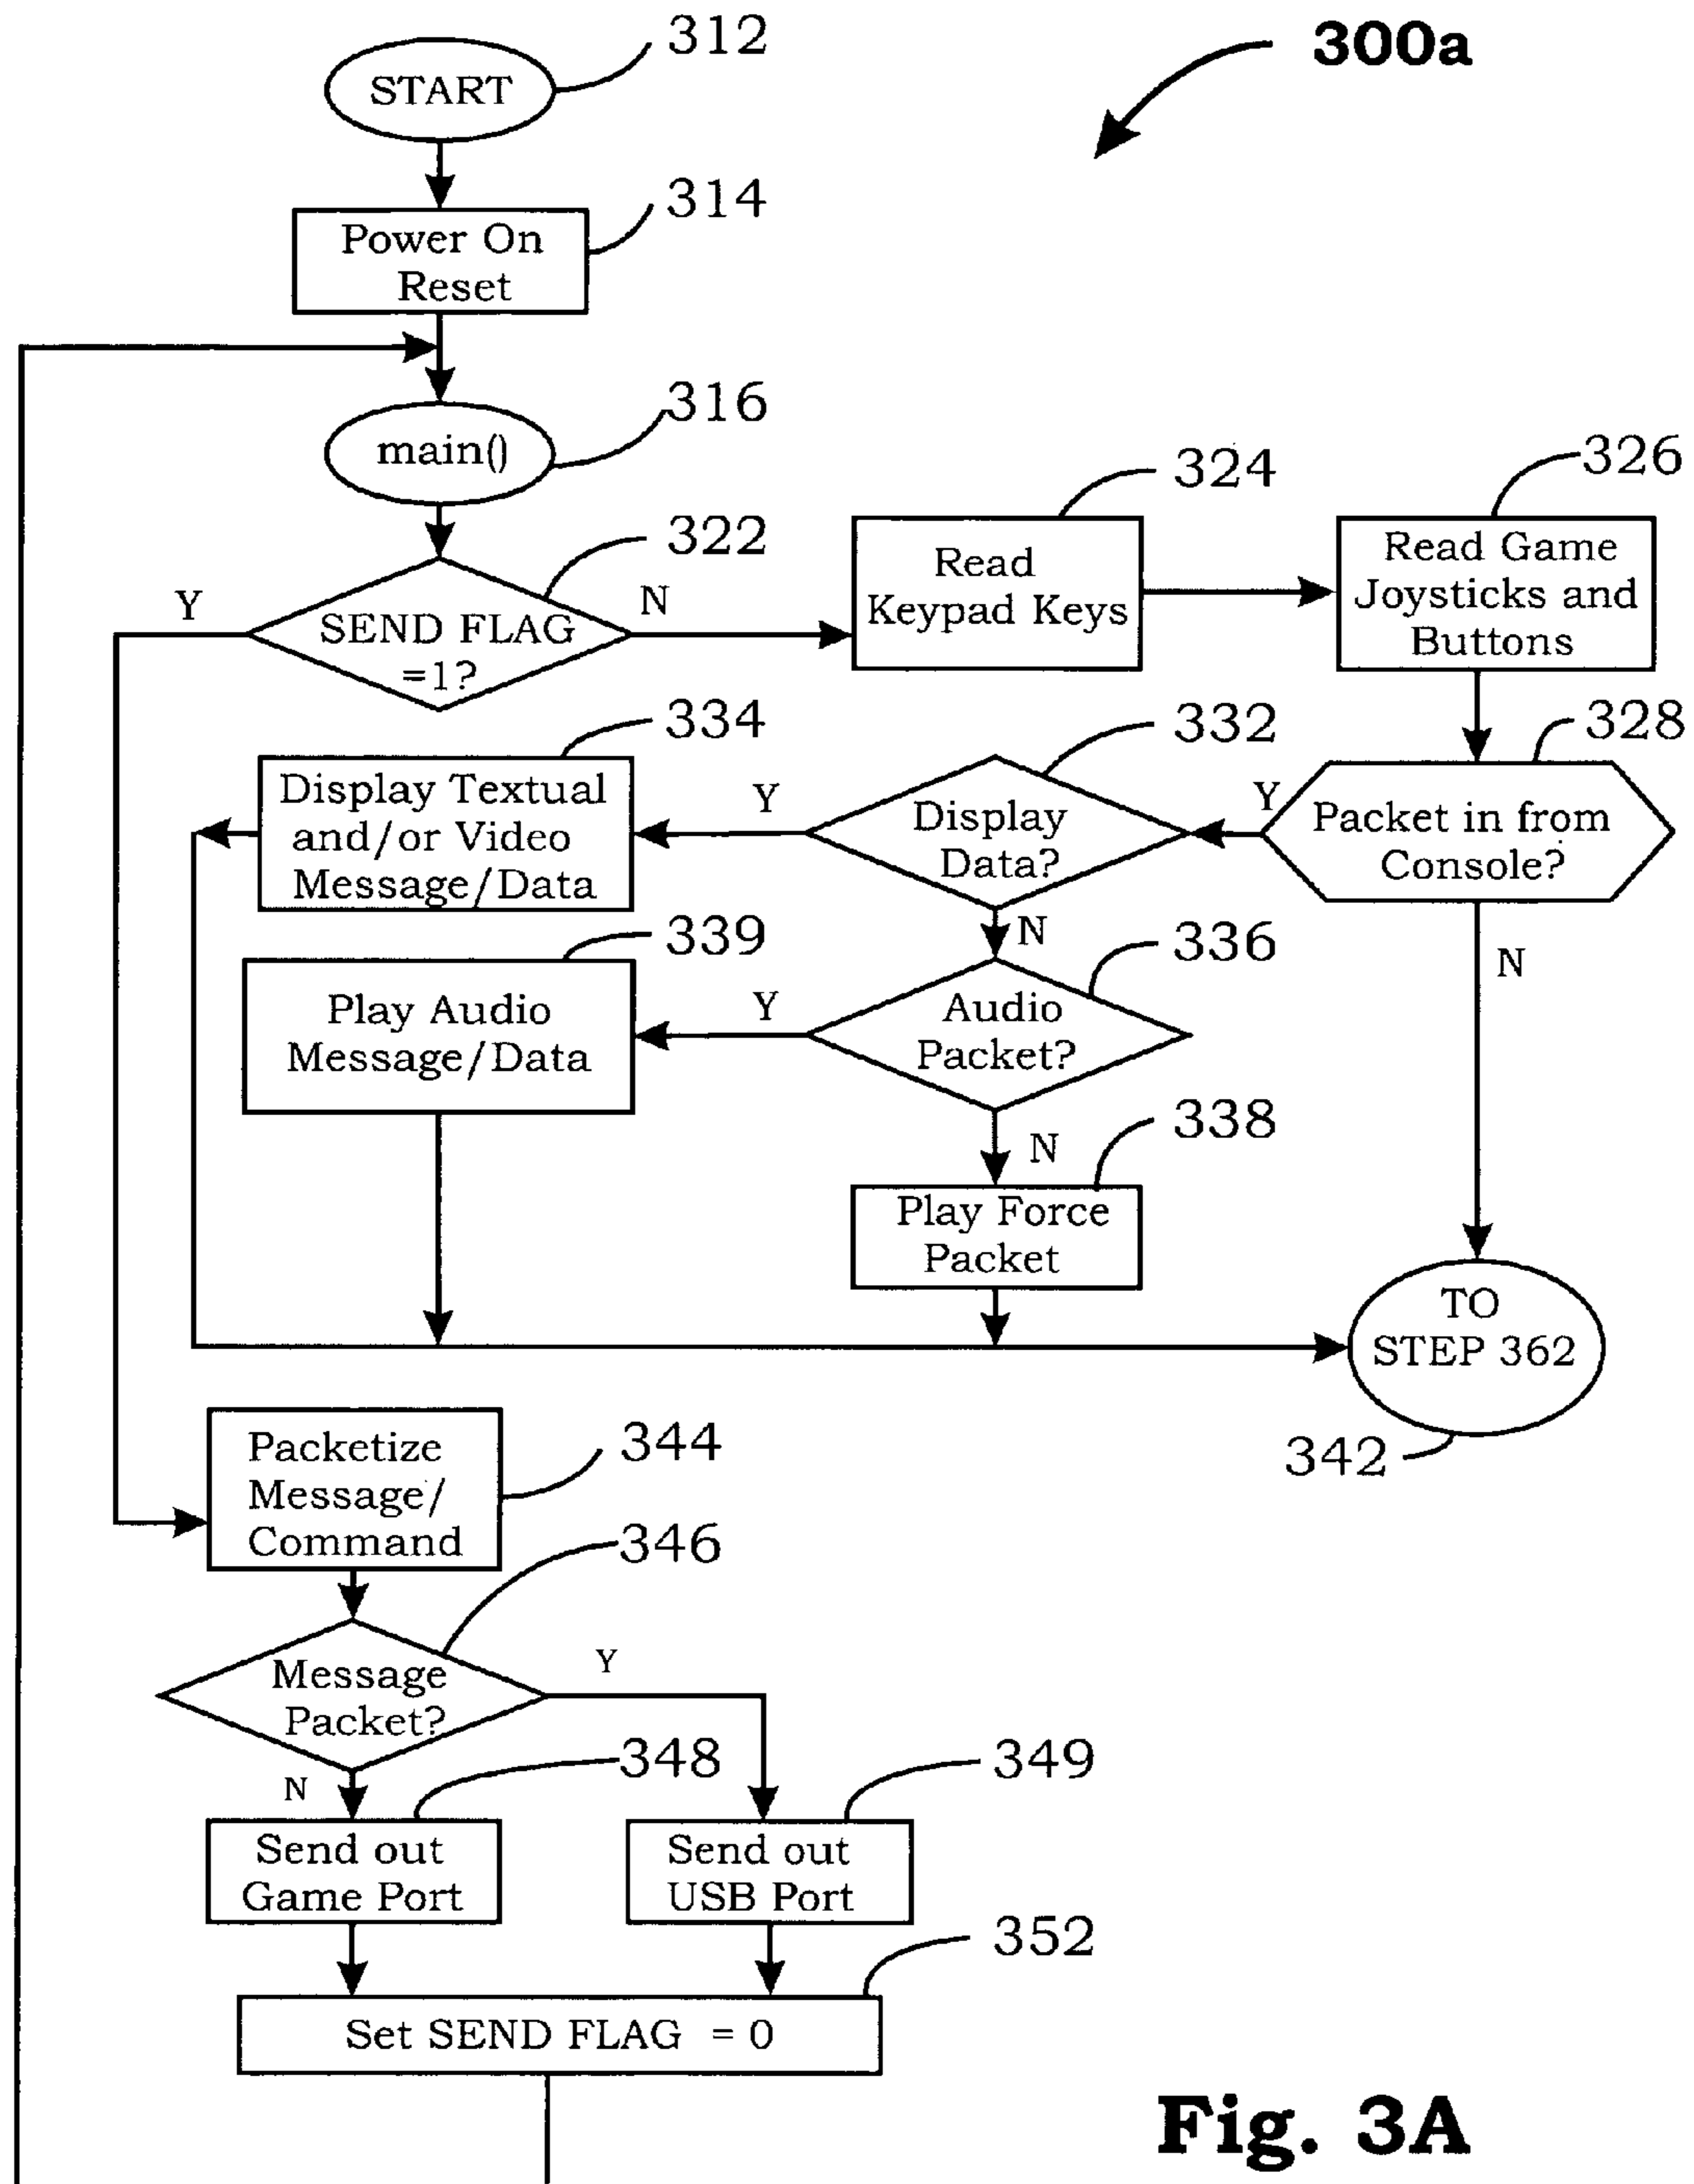 312
300a
START
314
Power On
Reset
316
main()
322
324
326
Y
SEND FLAG
=1?
N
Read
Keypad Keys
Read Game
Joysticks and
Buttons
334
332
328
Display Textual
and/or Video
Message/Data
Y
Display
Data?
Y
Packet in from
Console?
339
N
336
N
Play Audio
Message/Data
Y
Audio
Packet?
N
338
Play Force
Packet
TO
STEP 362
342
Packetize
Message/
Command
344
346
Message
Packet?
Y
N
348
349
Send out
Game Port
Send out
USB Port
352
Set SEND FLAG = 0
Fig. 3A